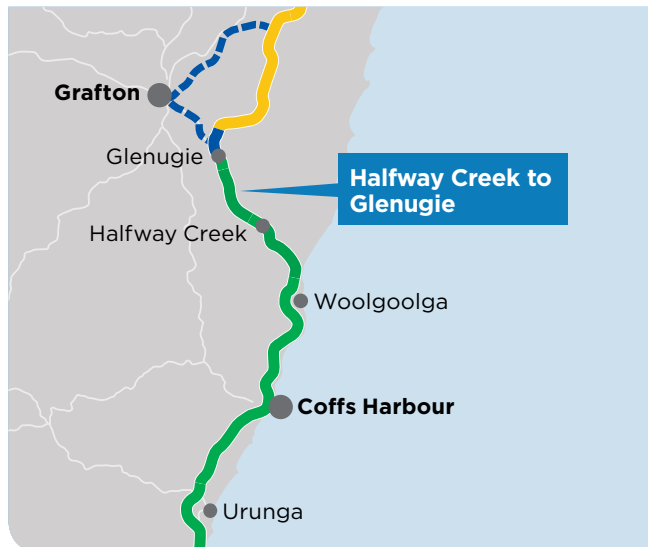 Grafton
Glenugie
Halfway Creek to
Glenugie
Halfway Creek
Woolgoolga
Coffs Harbour
Urunga